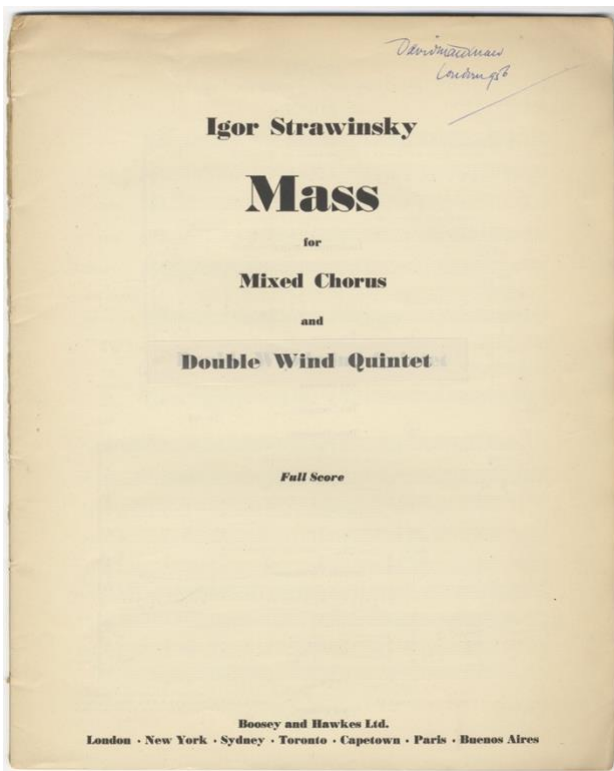 Igor Strawinsky
Mass
for
Mixed Chorus
and
Double Wind Quintet
Full Score
Boosey and Hawkes Ltd.
London · New York · Sydney · Toronto · Capetown · Paris · Buenos Aires